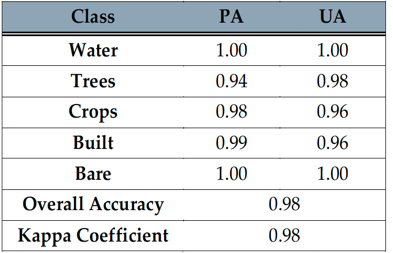 Class PA UA
Water 1.00 1.00
Trees 0.94 0.98
Crops 0.98 0.96
Built 0.99 0.96
Bare 1.00 1.00
Overall Accuracy 0.98
Kappa Coefficient 0.98